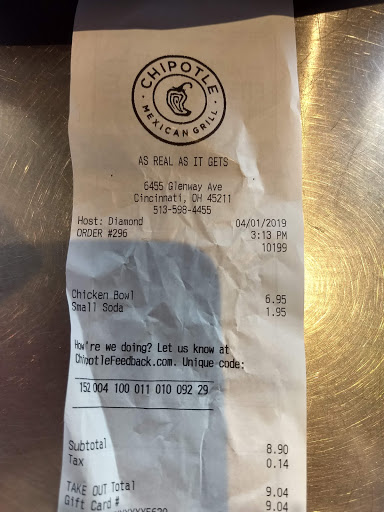 CHIPOTLE
MEXICAN GRILL
AS REAL AS IT GETS
6455 Glenway Ave
Cincinnati, OH 45211
513-598-4455
Host: Diamond 04/01/2019
ORDER #296 3:13 PM
10199
Chicken Bowl 6.95
Small Soda 1.95
How're we doing? Let us know at
ChipotleFeedback.com. Unique code:
152 004 100 011 010 092 29
Subtotal 8.90
Tax 0.14
TAKE OUT Total 9.04
Gift Card # 9.04